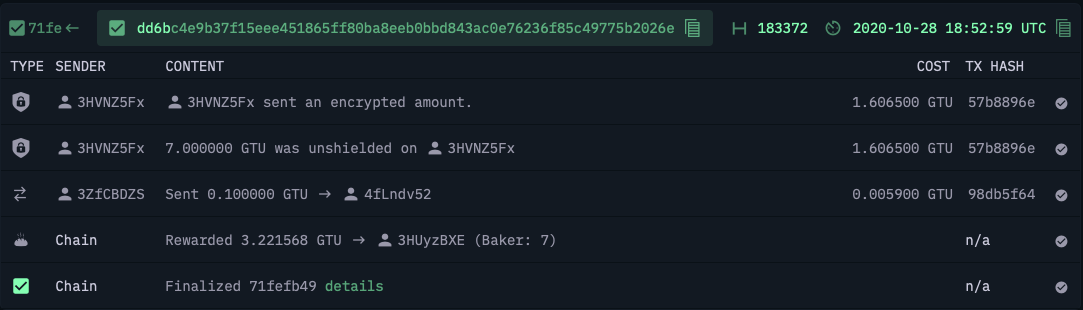 71fe← dd6bc4e9b37f15eee451865ff80ba8eeb0bbd843ac0e76236f85c49775b2026e 183372 2020-10-28 18:52:59 UTC
TYPE SENDER CONTENT COST TX HASH
3HVNZ5Fx 3HVNZ5Fx sent an encrypted amount. 1.606500 GTU 57b8896e
3HVNZ5Fx 7.000000 GTU was unshielded on 3HVNZ5Fx 1.606500 GTU 57b8896e
3ZfCBDZS Sent 0.100000 GTU → 4fLndv52 0.005900 GTU 98db5f64
Chain Rewarded 3.221568 GTU → 3HUyzBXE (Baker: 7) n/a
Chain Finalized 71fefb49 details n/a